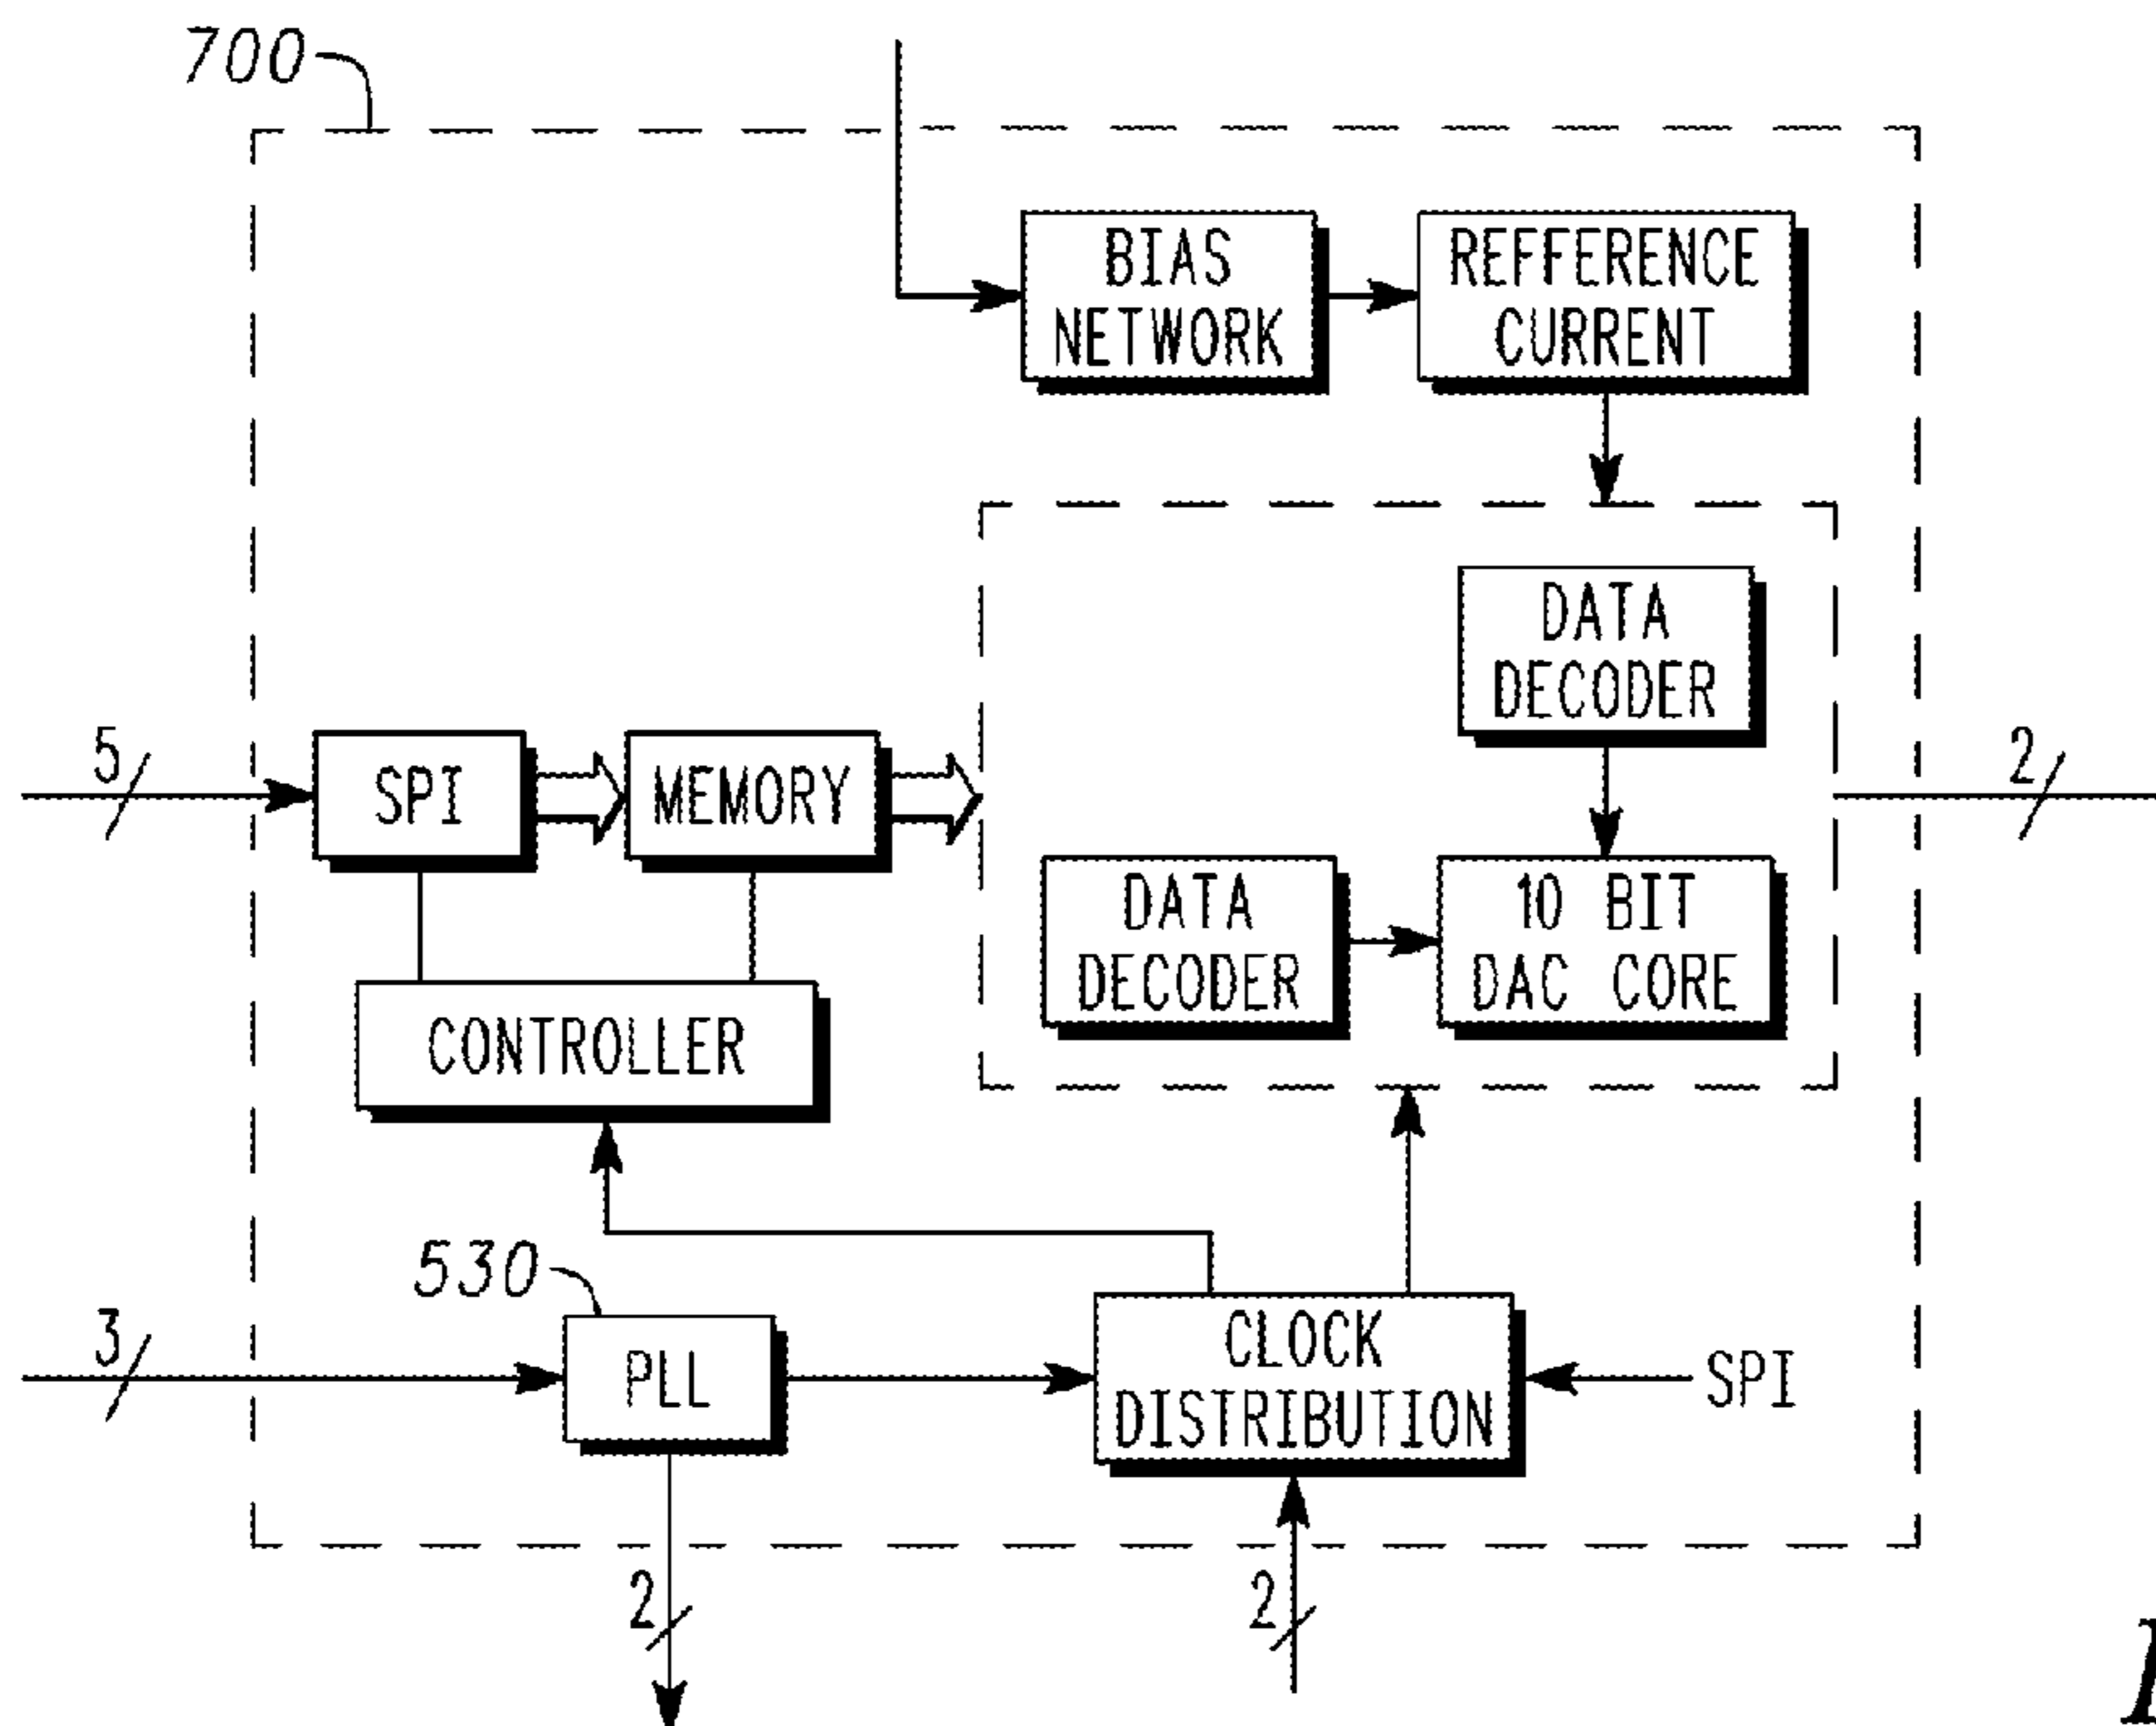 700
BIAS
NETWORK
REFFERENCE
CURRENT
DATA
DECODER
5
SPI
MEMORY
2
DATA
DECODER
10 BIT
DAC CORE
CONTROLLER
530
3
PLL
CLOCK
DISTRIBUTION
SPI
2
2